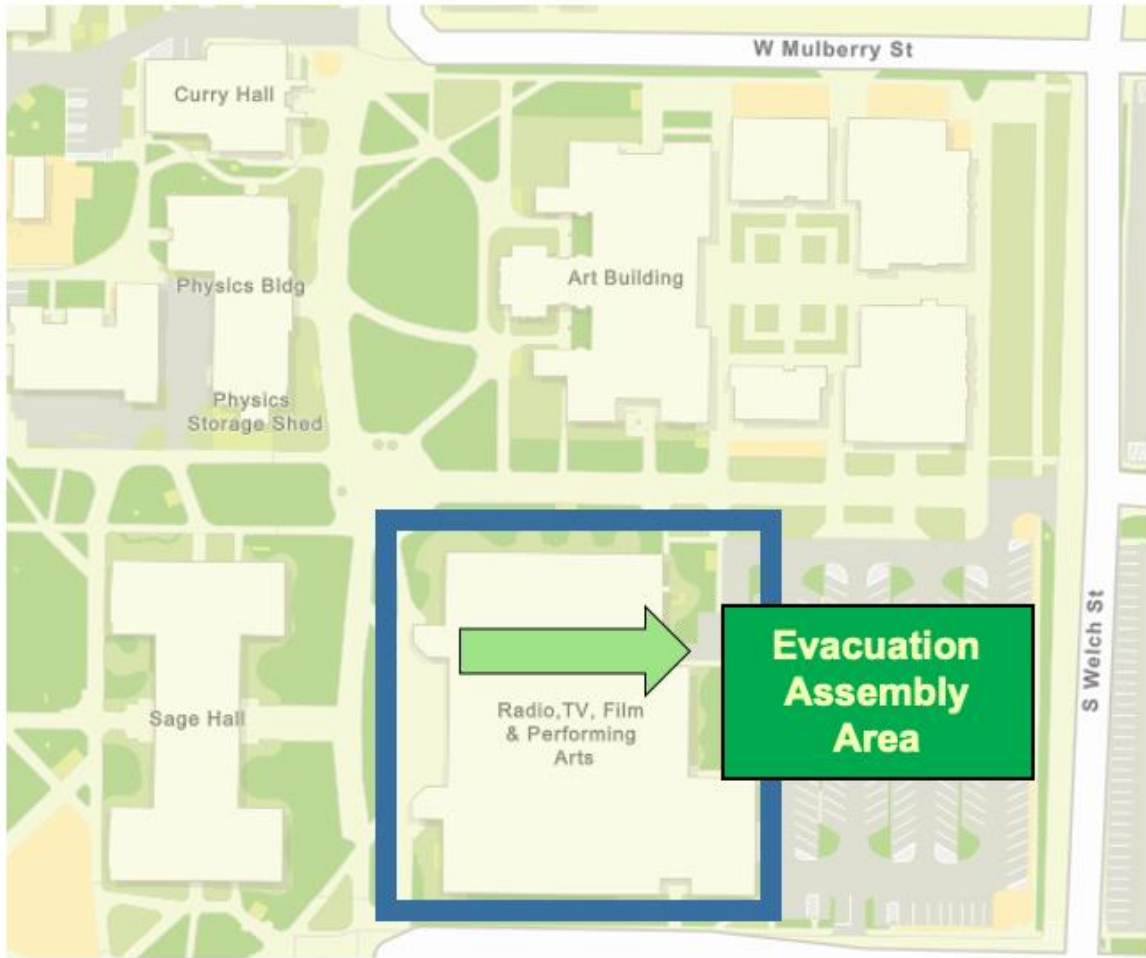 W Mulberry St
Curry Hall
Physics Bldg
Art Building
Physics
Storage Shed
Sage Hall
Radio,TV, Film
& Performing
Arts
Evacuation
Assembly
Area
S Welch St